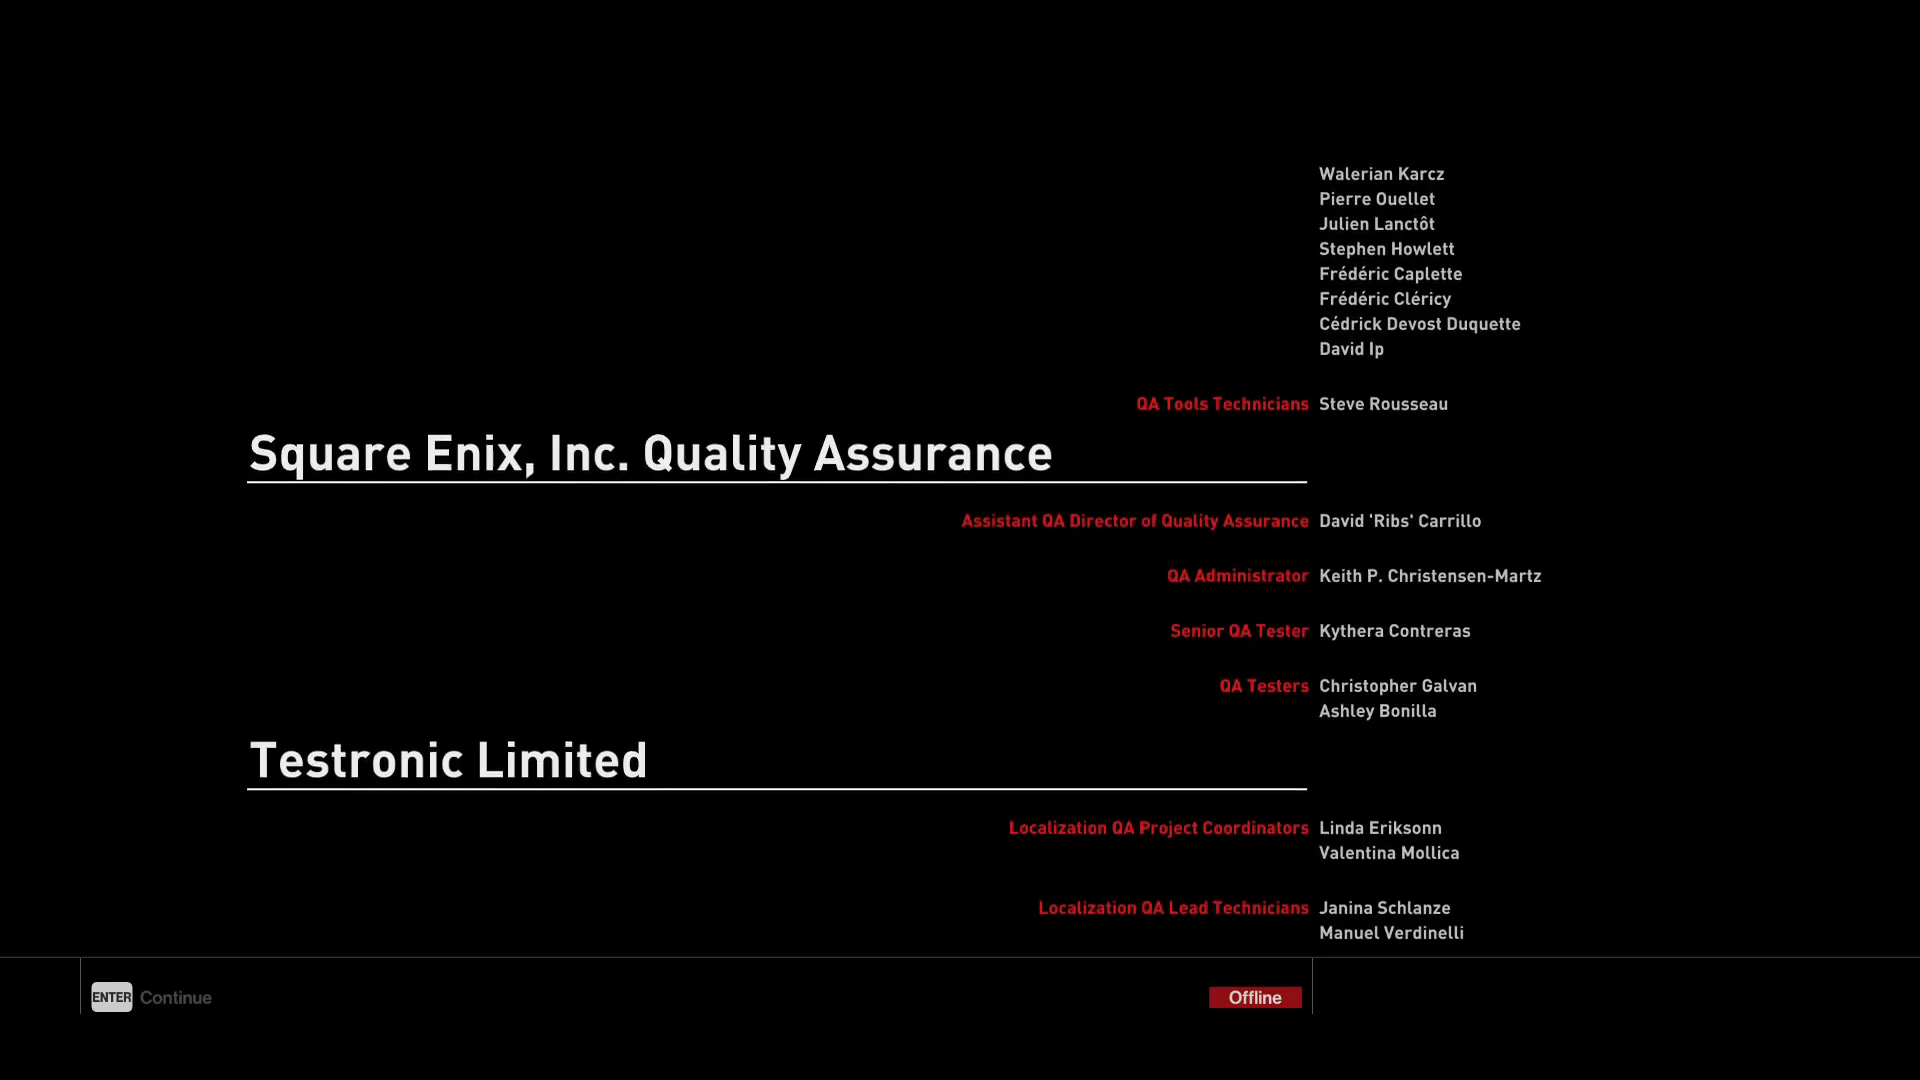 Walerian Karcz
Pierre Ouellet
Julien Lanctôt
Stephen Howlett
Frédéric Caplette
Frédéric Cléricy
Cédrick Devost Duquette
David Ip
QA Tools Technicians Steve Rousseau
Square Enix, Inc. Quality Assurance
Assistant QA Director of Quality Assurance David 'Ribs' Carrillo
QA Administrator Keith P. Christensen-Martz
Senior QA Tester Kythera Contreras
QA Testers Christopher Galvan
Ashley Bonilla
Testronic Limited
Localization QA Project Coordinators Linda Eriksonn
Valentina Mollica
Localization QA Lead Technicians Janina Schlanze
Manuel Verdinelli
ENTER Continue Offline